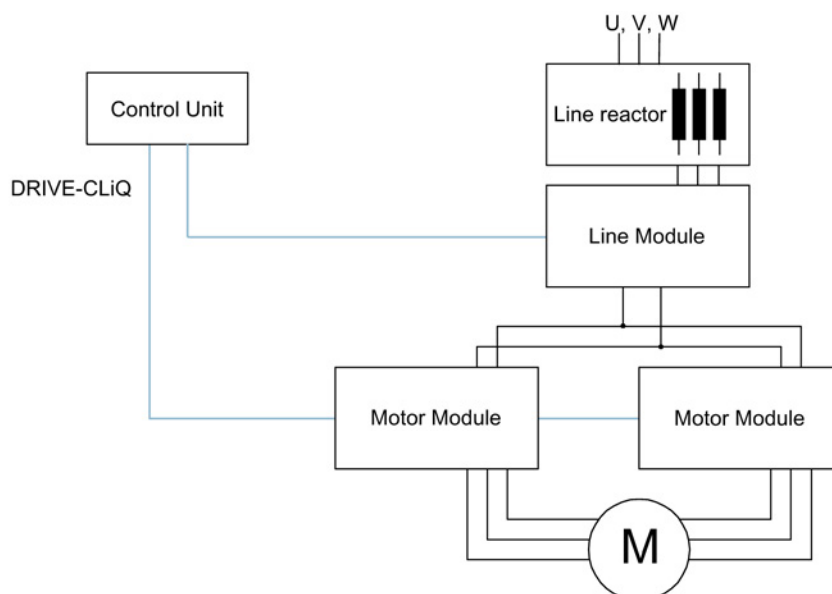 U, V, W
Line reactor
Control Unit
DRIVE-CLiQ
Line Module
Motor Module
Motor Module
M